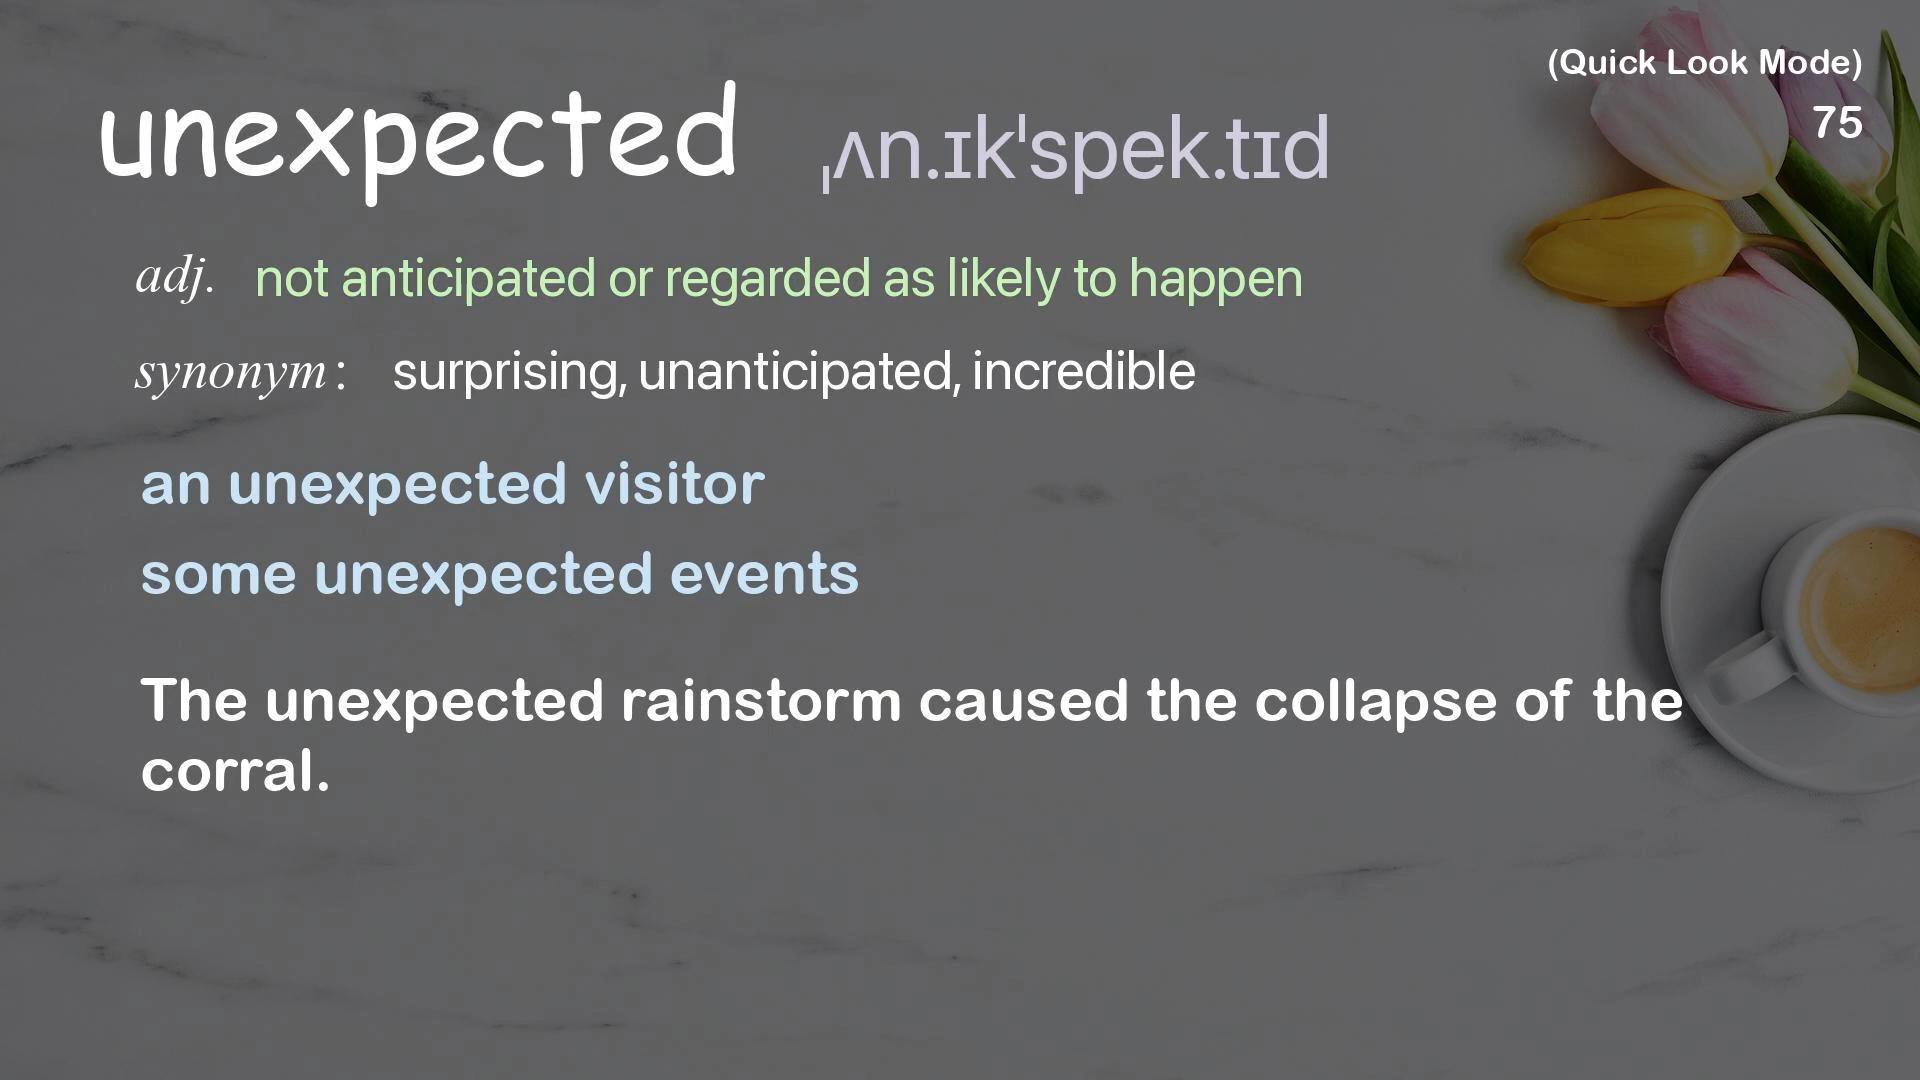 (Quick Look Mode)
75
unexpected ˌʌn.ɪkˈspek.tɪd
adj. not anticipated or regarded as likely to happen
synonym: surprising, unanticipated, incredible
an unexpected visitor
some unexpected events
The unexpected rainstorm caused the collapse of the
corral.